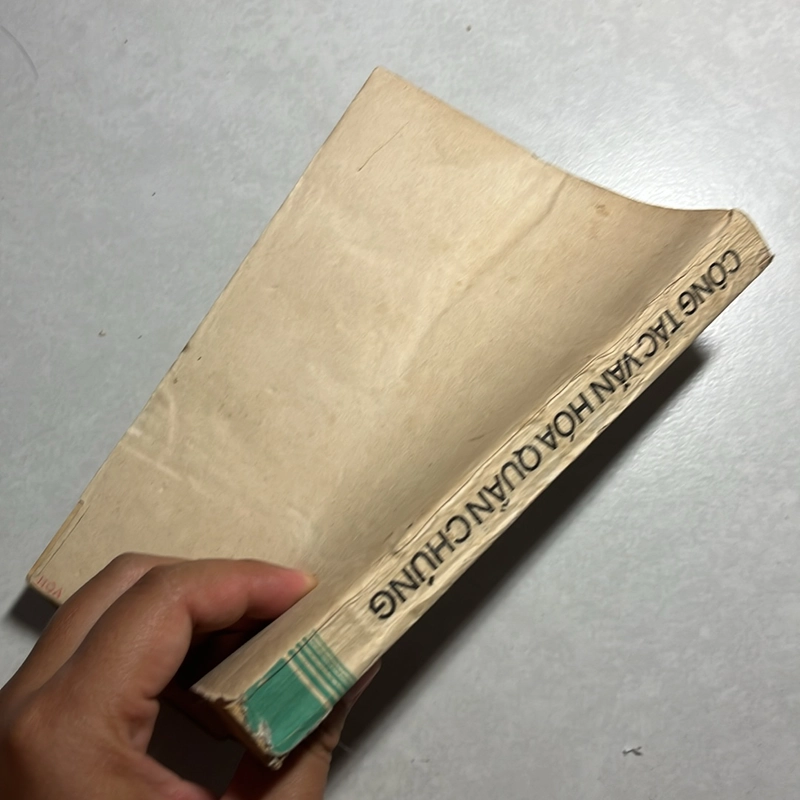 CÔNG TÁC VĂN HÓA QUẦN CHÚNG